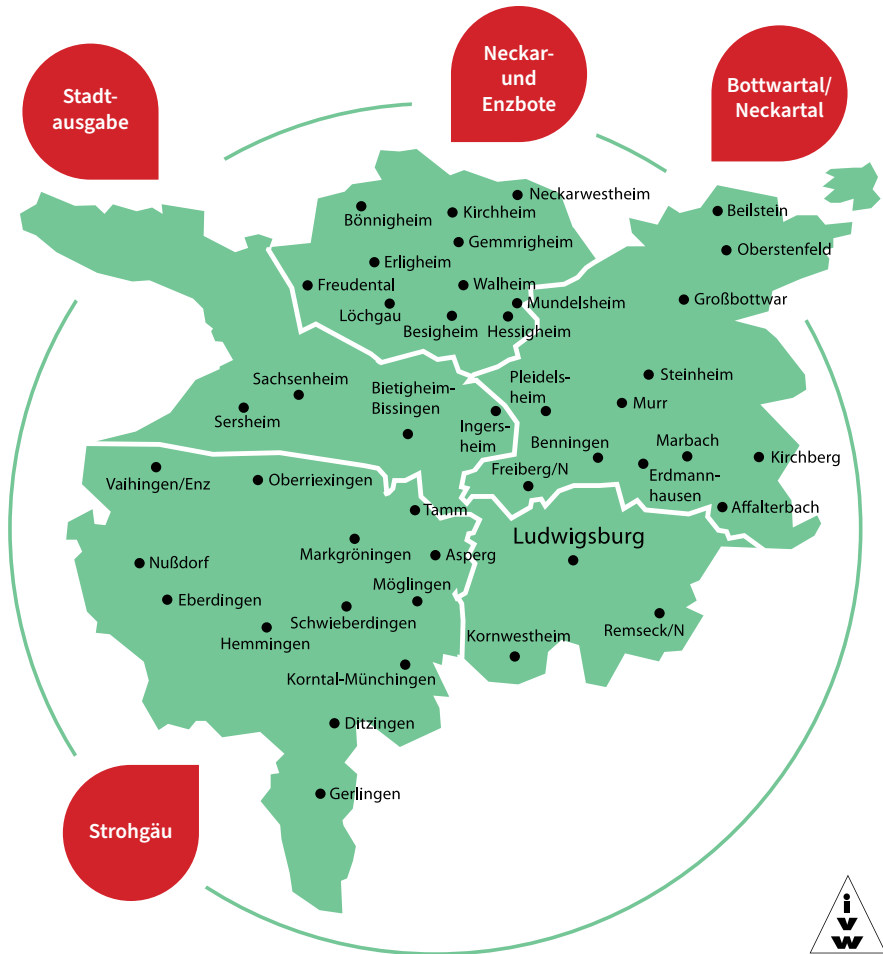 Stadt-
ausgabe
Neckar-
und
Enzbote
Bottwartal/
Neckartal
Neckarwestheim
Bönnigheim
Kirchheim
Beilstein
Gemmrigheim
Oberstenfeld
Erligheim
Freudental
Walheim
Löchgau
Mundelsheim
Großbottwar
Besigheim
Hessigheim
Sachsenheim
Bietigheim-
Bissingen
Pleidels-
heim
Steinheim
Sersheim
Ingers-
heim
Murr
Benningen
Marbach
Kirchberg
Vaihingen/Enz
Oberriexingen
Freiberg/N
Erdmann-
hausen
Tamm
Affalterbach
Markgröningen
Asperg
Ludwigsburg
Nußdorf
Möglingen
Eberdingen
Schwieberdingen
Hemmingen
Kornwestheim
Remseck/N
Korntal-Münchingen
Ditzingen
Gerlingen
Strohgäu
i
v
w